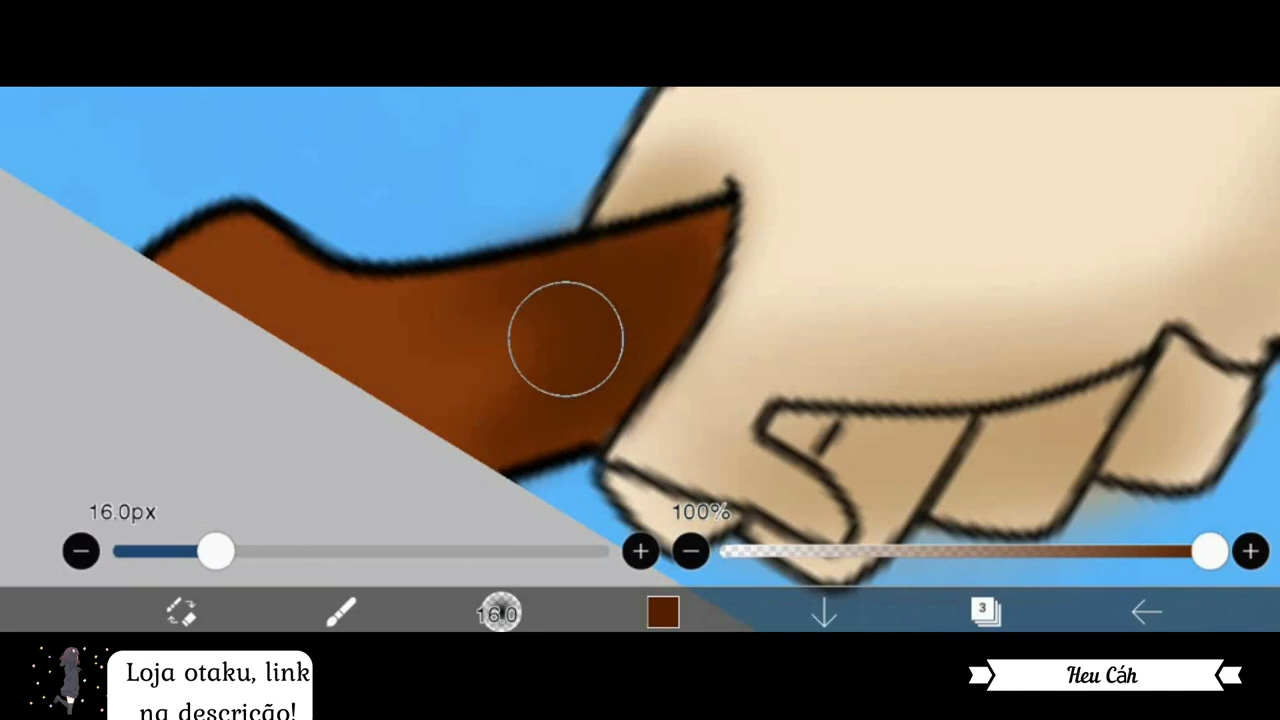 16.0px
100%
16.0
3
Loja otaku, link
na descrição!
Heu Cáh